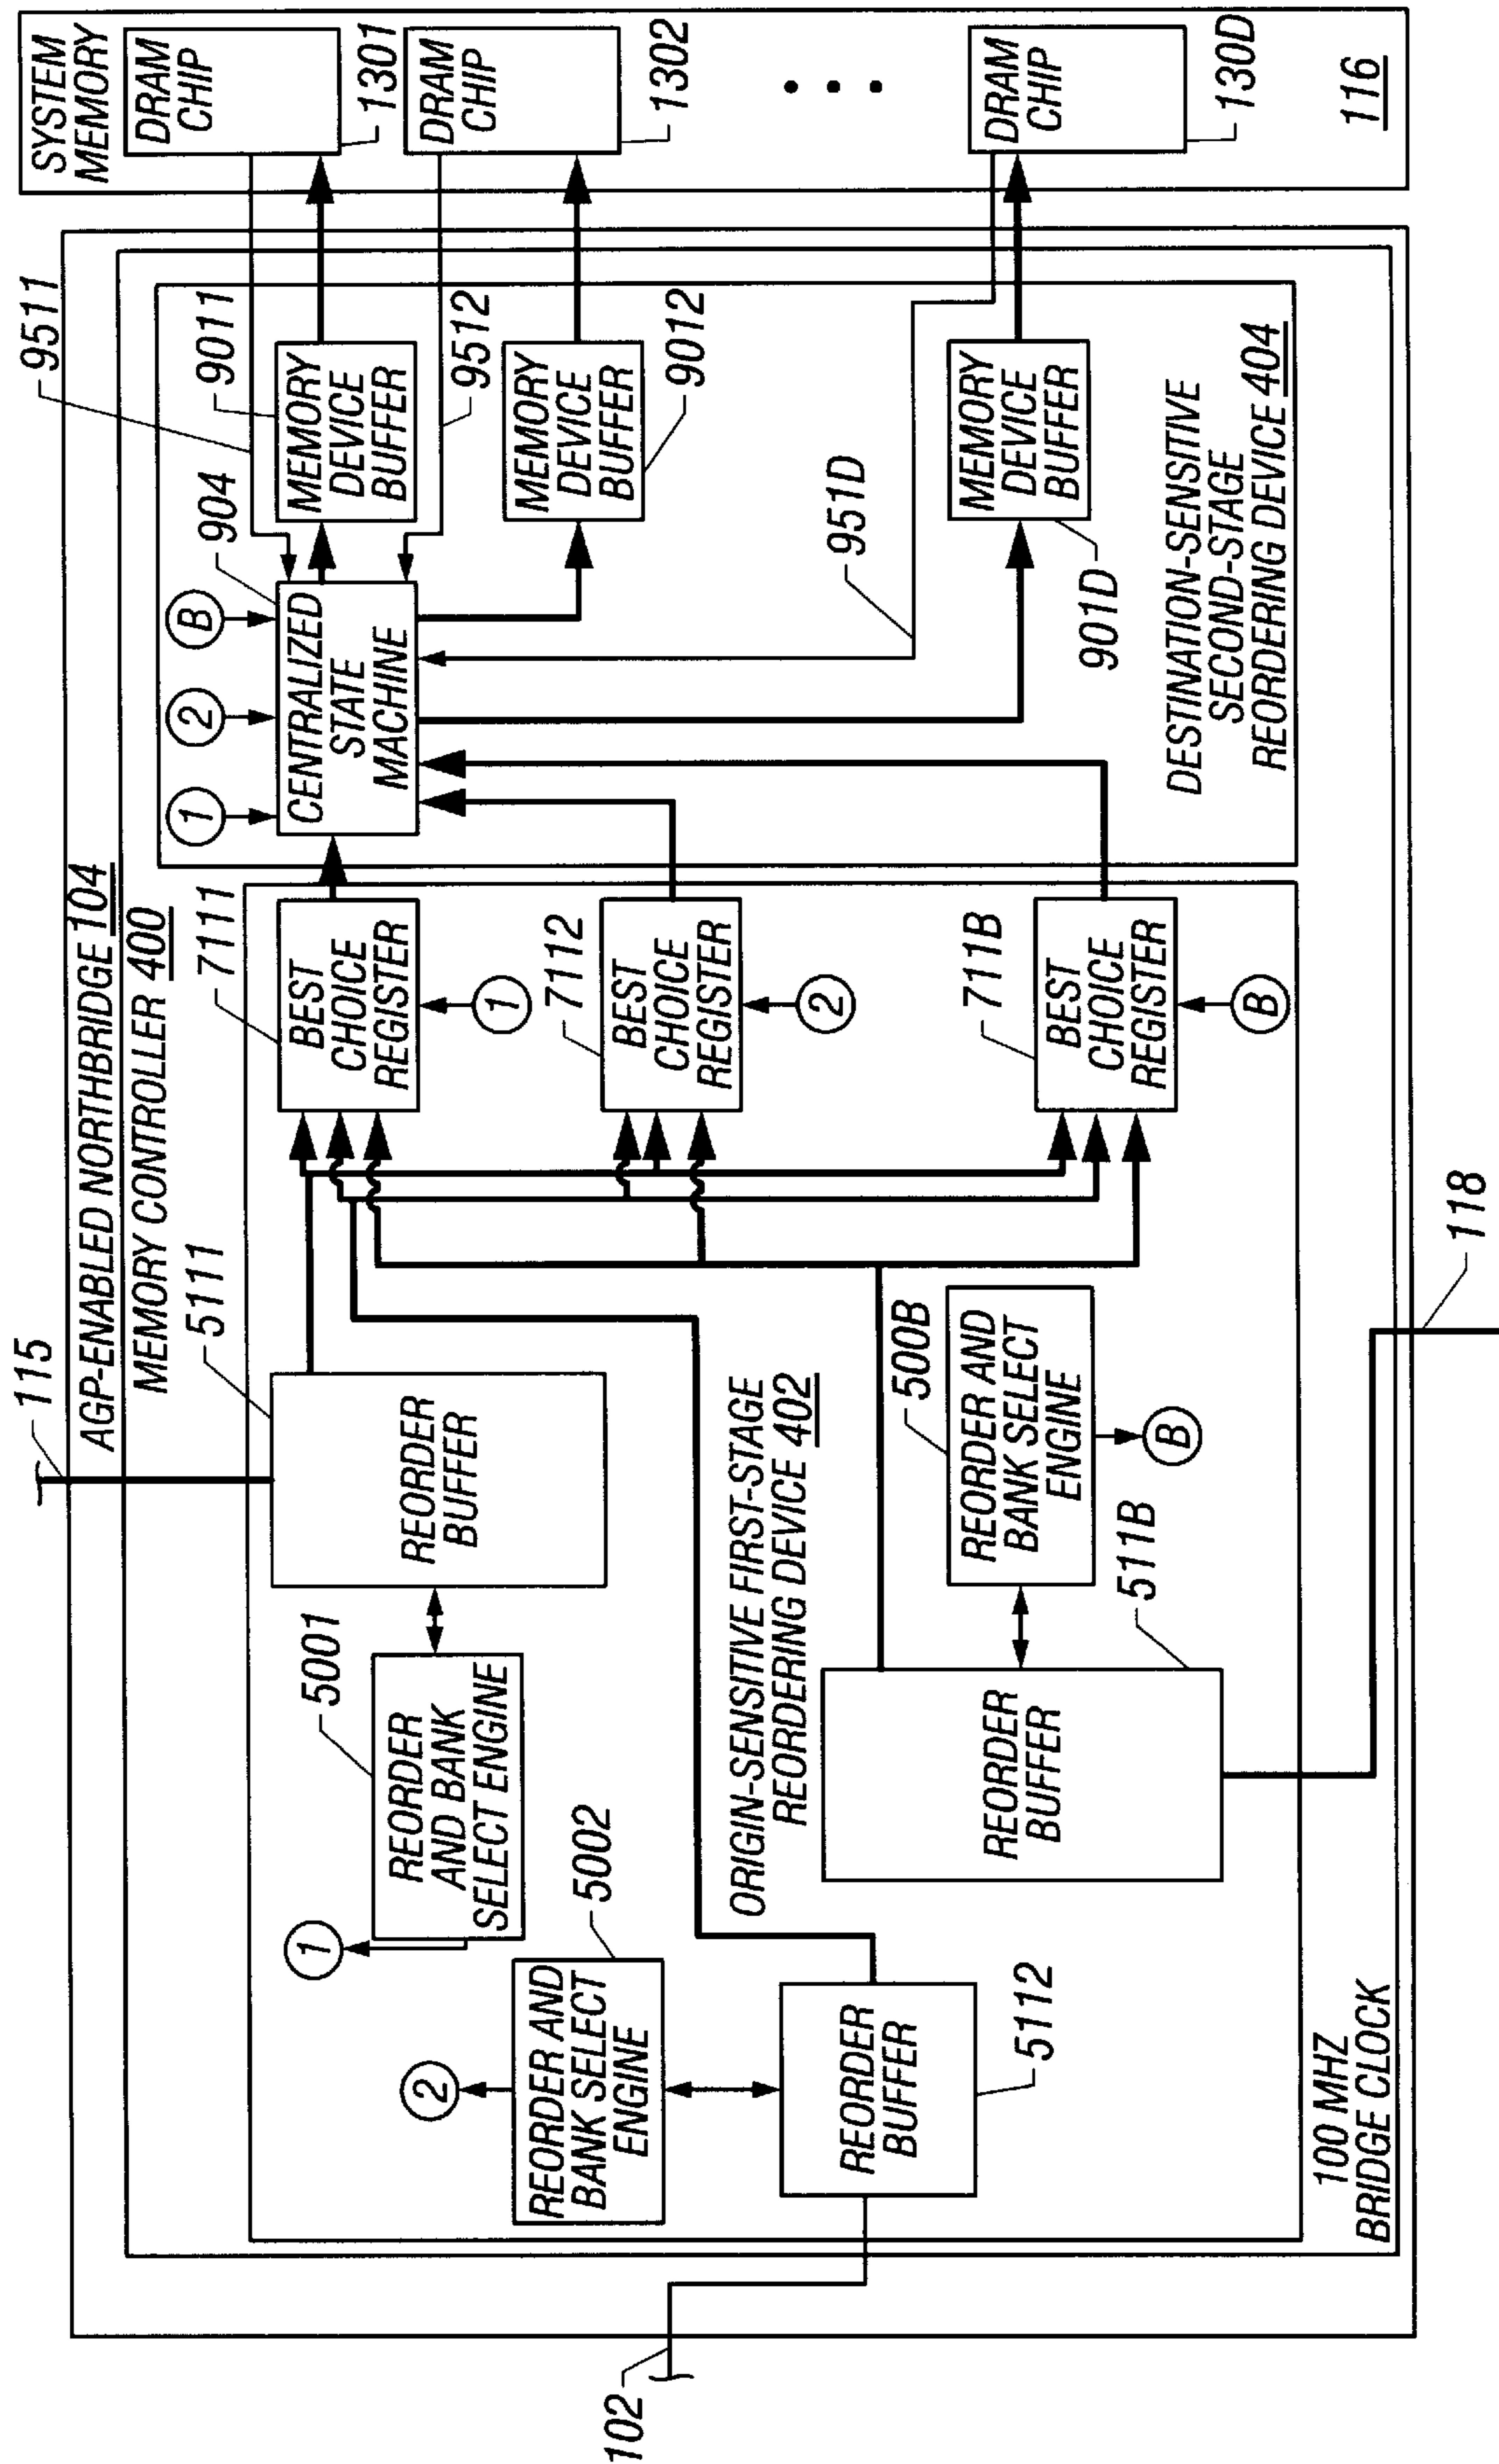 115
AGP-ENABLED NORTHBRIDGE 104
MEMORY CONTROLLER 400
5111
REORDER
BUFFER
5001
REORDER
AND BANK
SELECT ENGINE
1
5002
REORDER AND
BANK SELECT
ENGINE
2
REORDER
BUFFER
5112
102
ORIGIN-SENSITIVE FIRST-STAGE
REORDERING DEVICE 402
500B
REORDER AND
BANK SELECT
ENGINE
B
REORDER
BUFFER
511B
118
100 MHZ
BRIDGE CLOCK
7111
BEST
CHOICE
REGISTER
1
7112
BEST
CHOICE
REGISTER
2
711B
BEST
CHOICE
REGISTER
B
1
2
B
904
CENTRALIZED
STATE
MACHINE
9511
9011
MEMORY
DEVICE
BUFFER
9512
MEMORY
DEVICE
BUFFER
9012
951D
MEMORY
DEVICE
BUFFER
901D
DESTINATION-SENSITIVE
SECOND-STAGE
REORDERING DEVICE 404
SYSTEM
MEMORY
DRAM
CHIP
1301
DRAM
CHIP
1302
DRAM
CHIP
130D
116